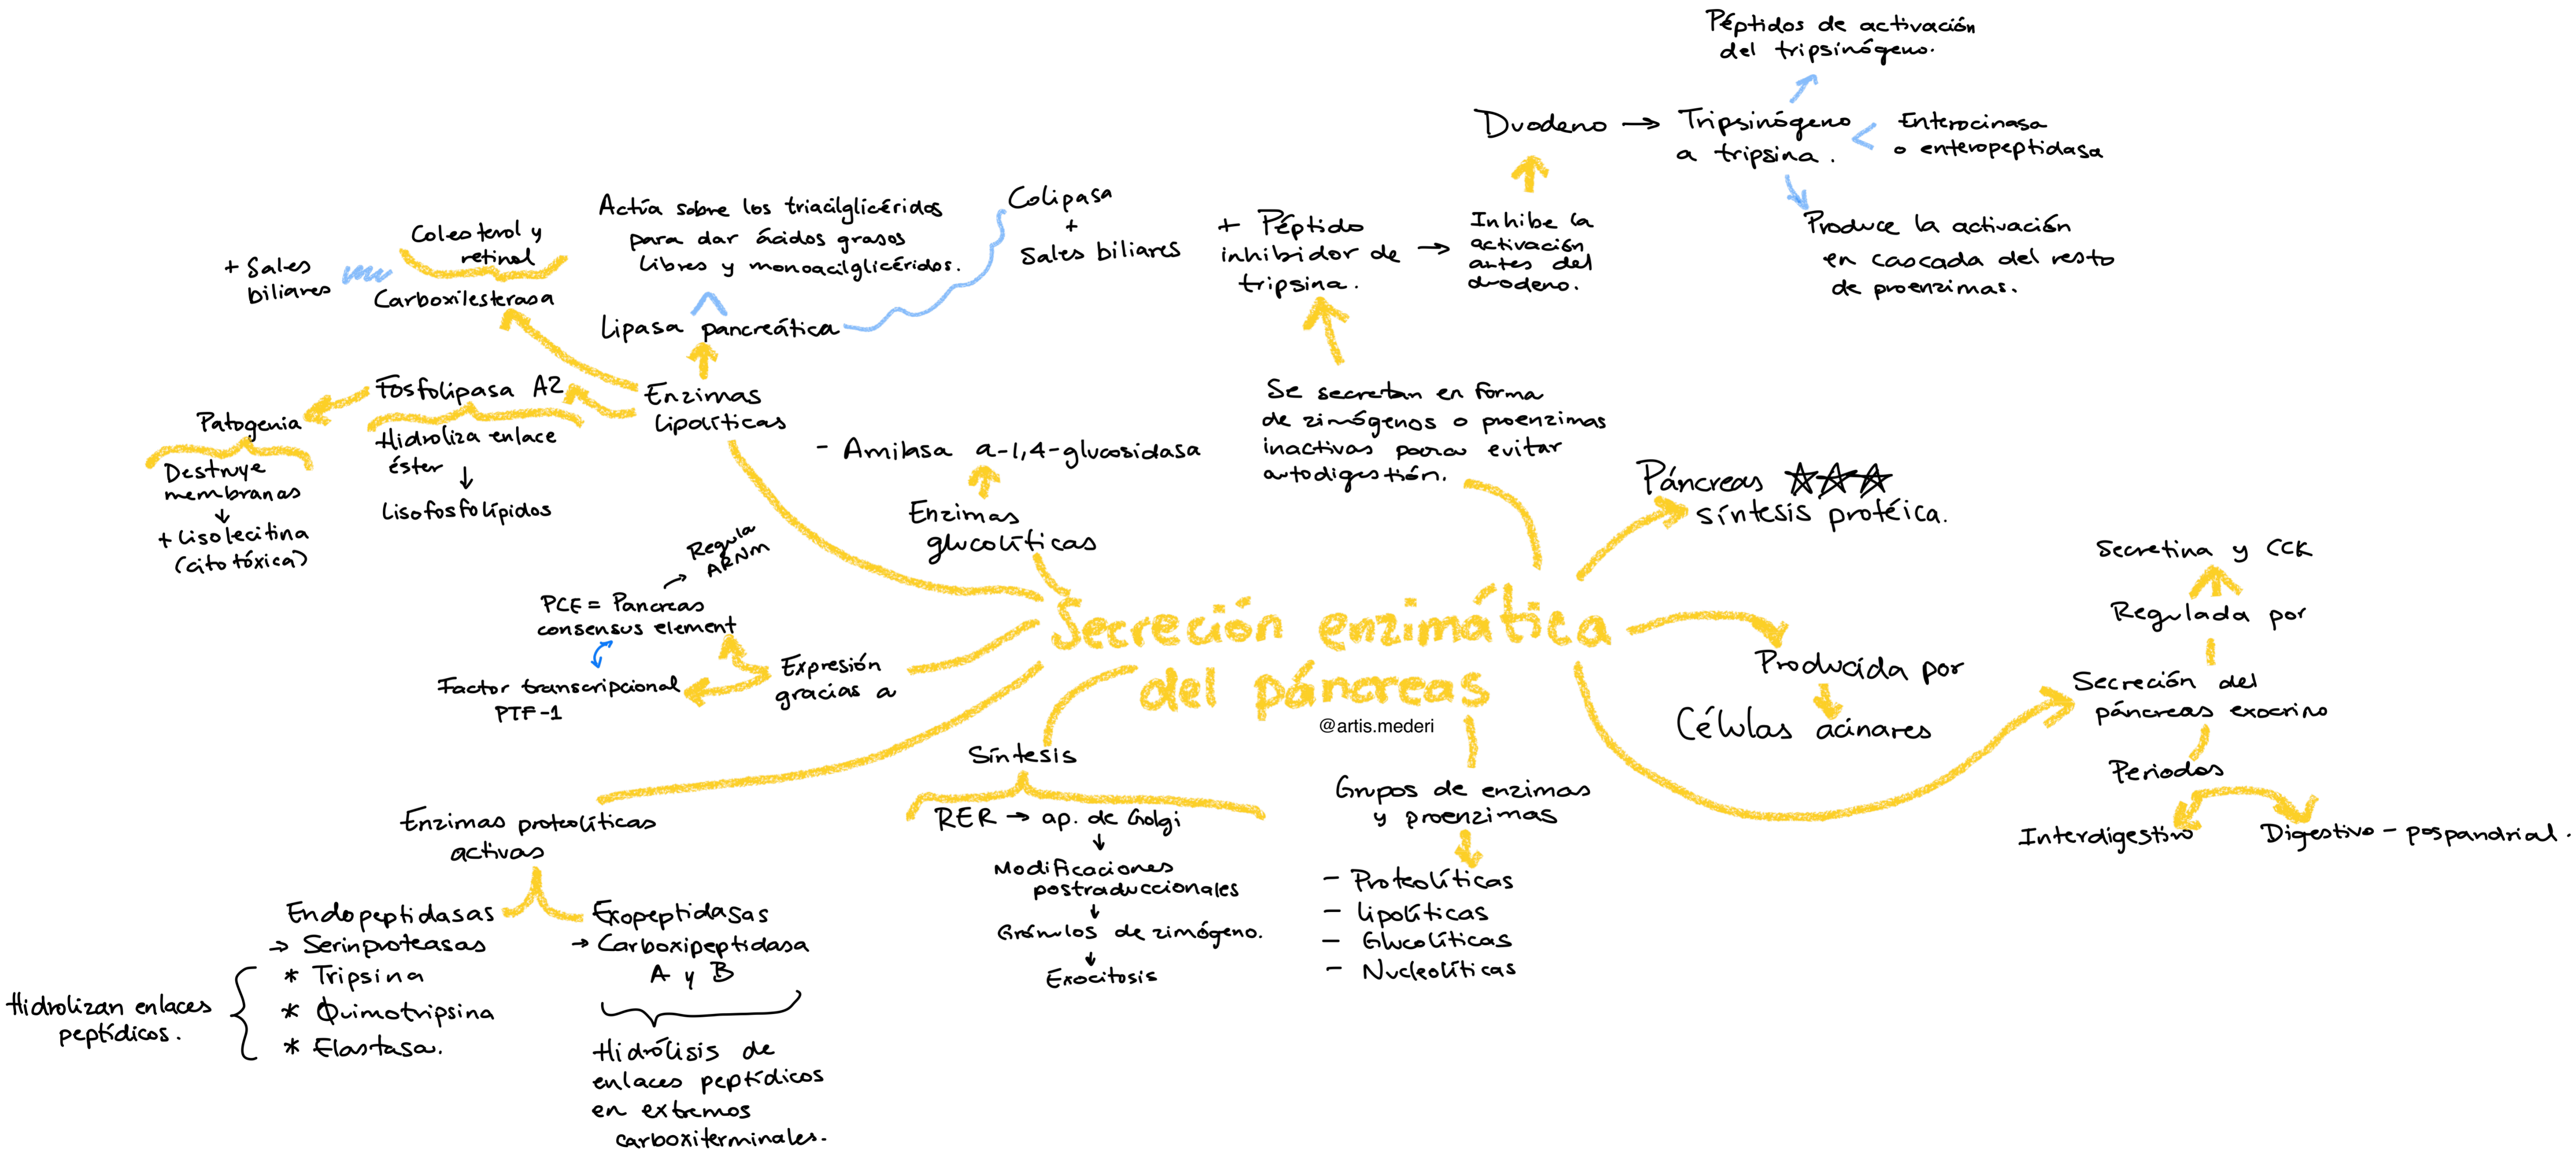 Péptidos de activación
del tripsinógeno.
Duodeno → Tripsinógeno
a tripsina.
Enterocinasa
o enteropeptidasa
Produce la activación
en cascada del resto
de proenzimas.
+ Péptido
inhibidor de
tripsina.
→ Inhibe la
activación
antes del
duodeno.
Se secretan en forma
de zimógenos o proenzimas
inactivas para evitar
autodigestión.
Colipasa
+
Sales biliares
Actúa sobre los triacilglicéridos
para dar ácidos grasos
libres y monoacilglicéridos.
Lipasa pancreática
Colesterol y
retinol
Carboxilesterasa
+ Sales
biliares
Enzimas
lipolíticas
Fosfolipasa A2
Hidroliza enlace
éster
↓
Lisofosfolípidos
Patogenia
Destruye
membranas
↓
+ Lisolecitina
(citotóxica)
- Amilasa a-1,4-glucosidasa
Enzimas
glucolíticas
Páncreas ☆☆☆
síntesis protéica.
Regula
ARNm
PCE = Pancreas
consensus element
Factor transcripcional
PTF-1
Expresión
gracias a
Secreción enzimática
del páncreas
@artis.mederi
Producida por
Células acinares
Secretina y CCK
Regulada por
Secreción del
páncreas exocrino
Periodos
Interdigestivo
Digestivo - pospandrial.
Síntesis
RER → ap. de Golgi
↓
Modificaciones
postraduccionales
↓
Gránulos de zimógeno.
↓
Exocitosis
Grupos de enzimas
y proenzimas
- Proteolíticas
- Lipolíticas
- Glucolíticas
- Nucleolíticas
Enzimas proteolíticas
activas
Endopeptidasas
→ Serinproteasas
* Tripsina
* Quimotripsina
* Elastasa.
Hidrolizan enlaces
peptídicos.
Exopeptidasas
→ Carboxipeptidasa
A y B
Hidrólisis de
enlaces peptídicos
en extremos
carboxiterminales.